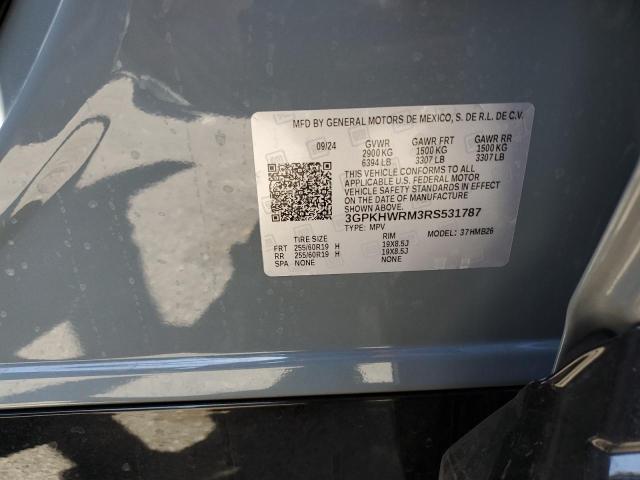 MFD BY GENERAL MOTORS DE MEXICO, S. DE R.L. DE C.V.
09/24 GVWR GAWR FRT GAWR RR
2900 KG 1500 KG 1500 KG
6394 LB 3307 LB 3307 LB
THIS VEHICLE CONFORMS TO ALL
APPLICABLE U.S. FEDERAL MOTOR
VEHICLE SAFETY STANDARDS IN EFFECT
ON THE DATE OF MANUFACTURE SHOWN ABOVE.
3GPKHWRM3RS531787
TYPE: MPV MODEL: 37HMB26
TIRE SIZE RIM
FRT 255/60R19 H 19X8.5J
RR 255/60R19 H 19X8.5J
SPA NONE NONE